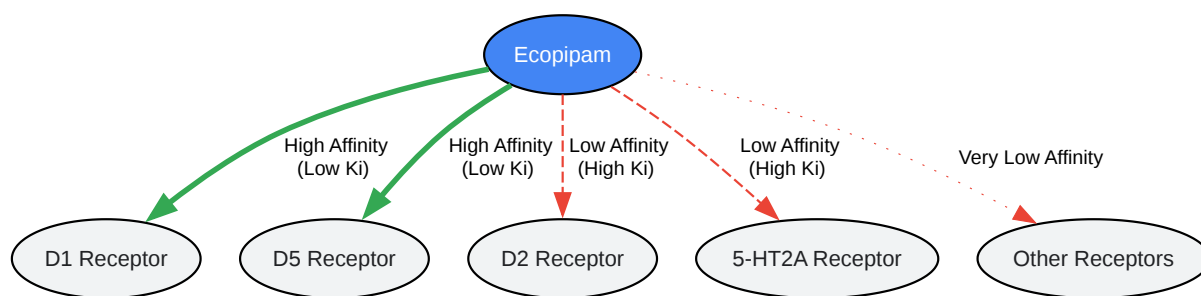 Ecopipam
High Affinity
(Low Ki)
High Affinity
(Low Ki)
Low Affinity
(High Ki)
Low Affinity
(High Ki)
Very Low Affinity
D1 Receptor
D5 Receptor
D2 Receptor
5-HT2A Receptor
Other Receptors